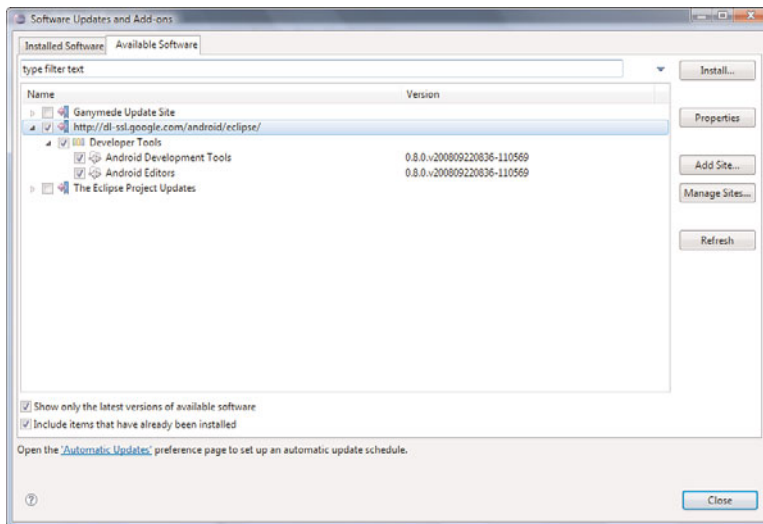 Software Updates and Add-ons
Installed Software Available Software
type filter text
Install...
Name Version
Ganymede Update Site
Properties
http://dl-ssl.google.com/android/eclipse/
Developer Tools
Android Development Tools 0.8.0.v200809220836-110569
Add Site...
Android Editors 0.8.0.v200809220836-110569
The Eclipse Project Updates
Manage Sites...
Refresh
Show only the latest versions of available software
Include items that have already been installed
Open the 'Automatic Updates' preference page to set up an automatic update schedule.
? Close